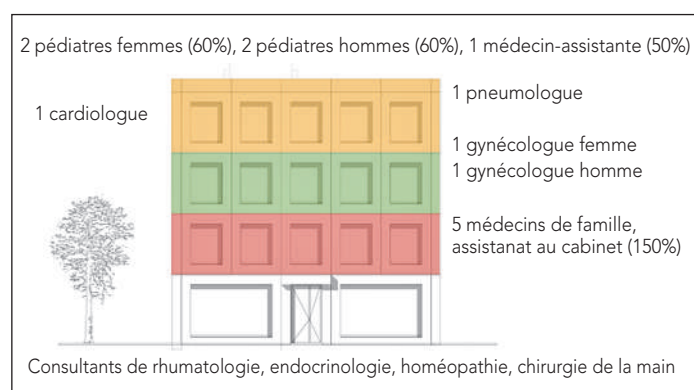 2 pédiatres femmes (60%), 2 pédiatres hommes (60%), 1 médecin-assistante (50%)
1 cardiologue
1 pneumologue
1 gynécologue femme
1 gynécologue homme
5 médecins de famille,
assistanat au cabinet (150%)
Consultants de rhumatologie, endocrinologie, homéopathie, chirurgie de la main